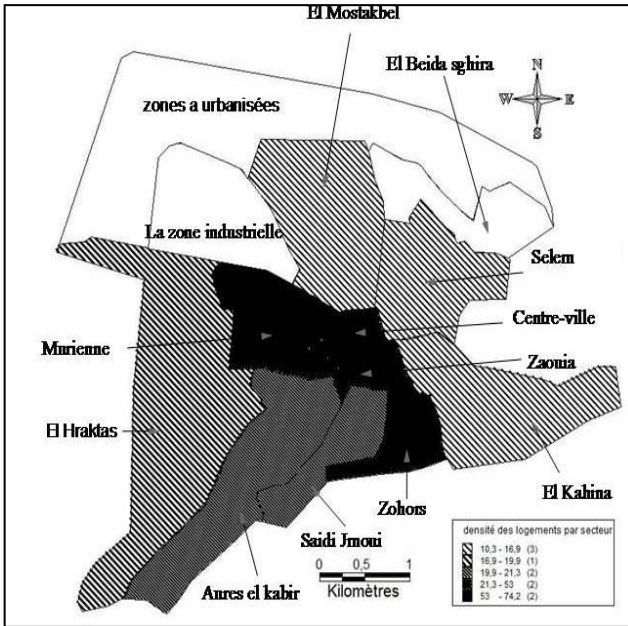 El Mostakbel
El Beida sghira
N
W E
S
zones a urbanisées
La zone industrielle
Selem
Centre-ville
Murienne
Zaouia
El Hraktas
El Kahina
Zohors
Saidi Jmoui
Aures el kabir
0 0,5 1
Kilomètres
densité des logements par secteur
10,3 - 16,9 (3)
16,9 - 19,9 (1)
19,9 - 21,3 (2)
21,3 - 53 (2)
53 - 74,2 (2)